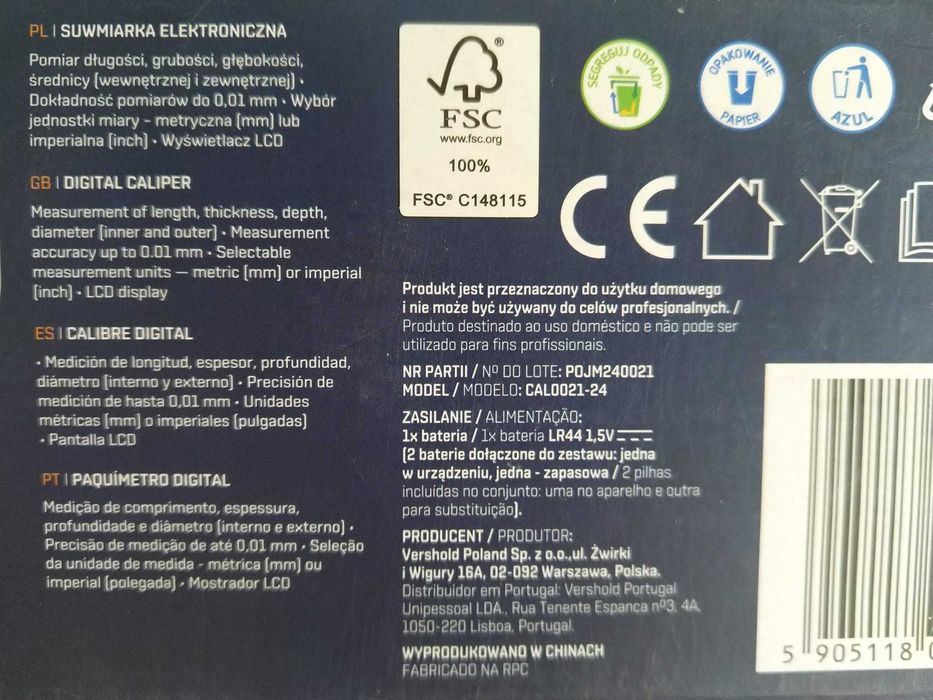 PL | SUWMIARKA ELEKTRONICZNA
Pomiar długości, grubości, głębokości,
średnicy (wewnętrznej i zewnętrznej) •
Dokładność pomiarów do 0,01 mm • Wybór
jednostki miary – metryczna (mm) lub
imperialna (inch) • Wyświetlacz LCD
GB | DIGITAL CALIPER
Measurement of length, thickness, depth,
diameter (inner and outer) • Measurement
accuracy up to 0.01 mm • Selectable
measurement units — metric (mm) or imperial
(inch) • LCD display
ES | CALIBRE DIGITAL
• Medición de longitud, espesor, profundidad,
diámetro (interno y externo) • Precisión de
medición de hasta 0,01 mm • Unidades
métricas (mm) o imperiales (pulgadas)
• Pantalla LCD
PT | PAQUÍMETRO DIGITAL
Medição de comprimento, espessura,
profundidade e diâmetro (interno e externo) •
Precisão de medição de até 0,01 mm • Seleção
da unidade de medida - métrica (mm) ou
imperial (polegada) • Mostrador LCD
®
FSC
www.fsc.org
100%
FSC® C148115
SEGREGUJ ODPADY
OPAKOWANIE
PAPIER
AZUL
CE
Produkt jest przeznaczony do użytku domowego
i nie może być używany do celów profesjonalnych. /
Produto destinado ao uso doméstico e não pode ser
utilizado para fins profissionais.
NR PARTII / Nº DO LOTE: POJM240021
MODEL / MODELO: CAL0021-24
ZASILANIE / ALIMENTAÇÃO:
1x bateria / 1x bateria LR44 1,5V
(2 baterie dołączone do zestawu: jedna
w urządzeniu, jedna - zapasowa / 2 pilhas
incluídas no conjunto: uma no aparelho e outra
para substituição).
PRODUCENT / PRODUTOR:
Vershold Poland Sp. z o.o.,ul. Żwirki
i Wigury 16A, 02-092 Warszawa, Polska.
Distribuidor em Portugal: Vershold Portugal
Unipessoal LDA., Rua Tenente Espanca nº3, 4A,
1050-220 Lisboa, Portugal.
WYPRODUKOWANO W CHINACH
FABRICADO NA RPC
5 905118